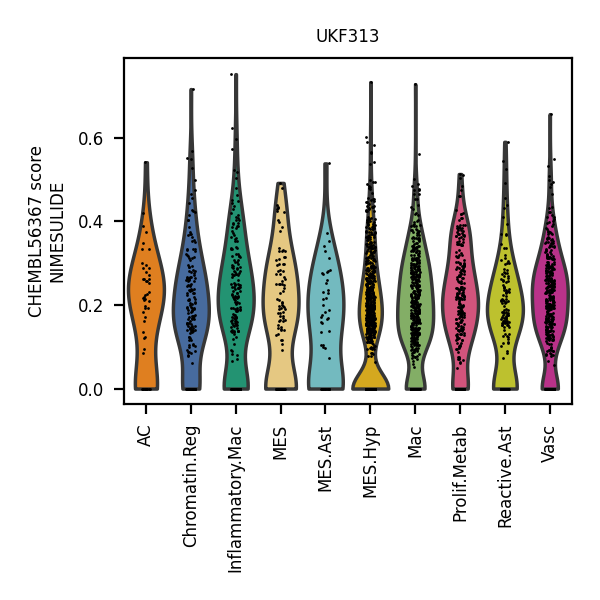 UKF313
CHEMBL56367 score
NIMESULIDE
0.6
0.4
0.2
0.0
AC
Chromatin.Reg
Inflammatory.Mac
MES
MES.Ast
MES.Hyp
Mac
Prolif.Metab
Reactive.Ast
Vasc